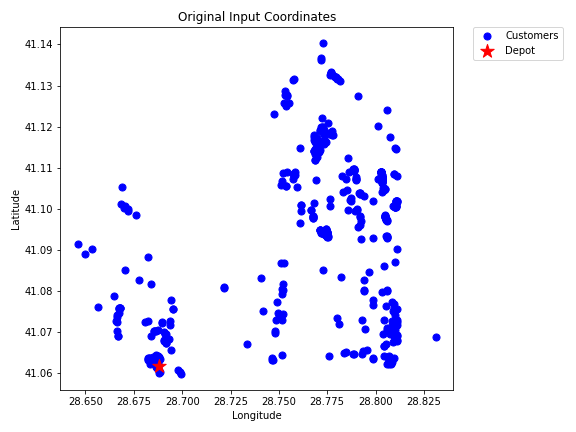 Original Input Coordinates
Customers
Depot
Latitude
41.14
41.13
41.12
41.11
41.10
41.09
41.08
41.07
41.06
28.650 28.675 28.700 28.725 28.750 28.775 28.800 28.825
Longitude